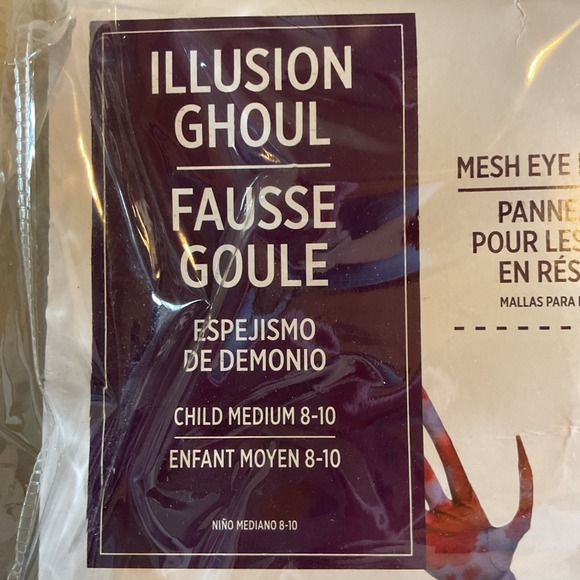 ILLUSION
GHOUL
FAUSSE
GOULE
ESPEJISMO
DE DEMONIO
CHILD MEDIUM 8-10
ENFANT MOYEN 8-10
NIÑO MEDIANO 8-10
MESH EYE
PANNE
POUR LES
EN RÉS
MALLAS PARA